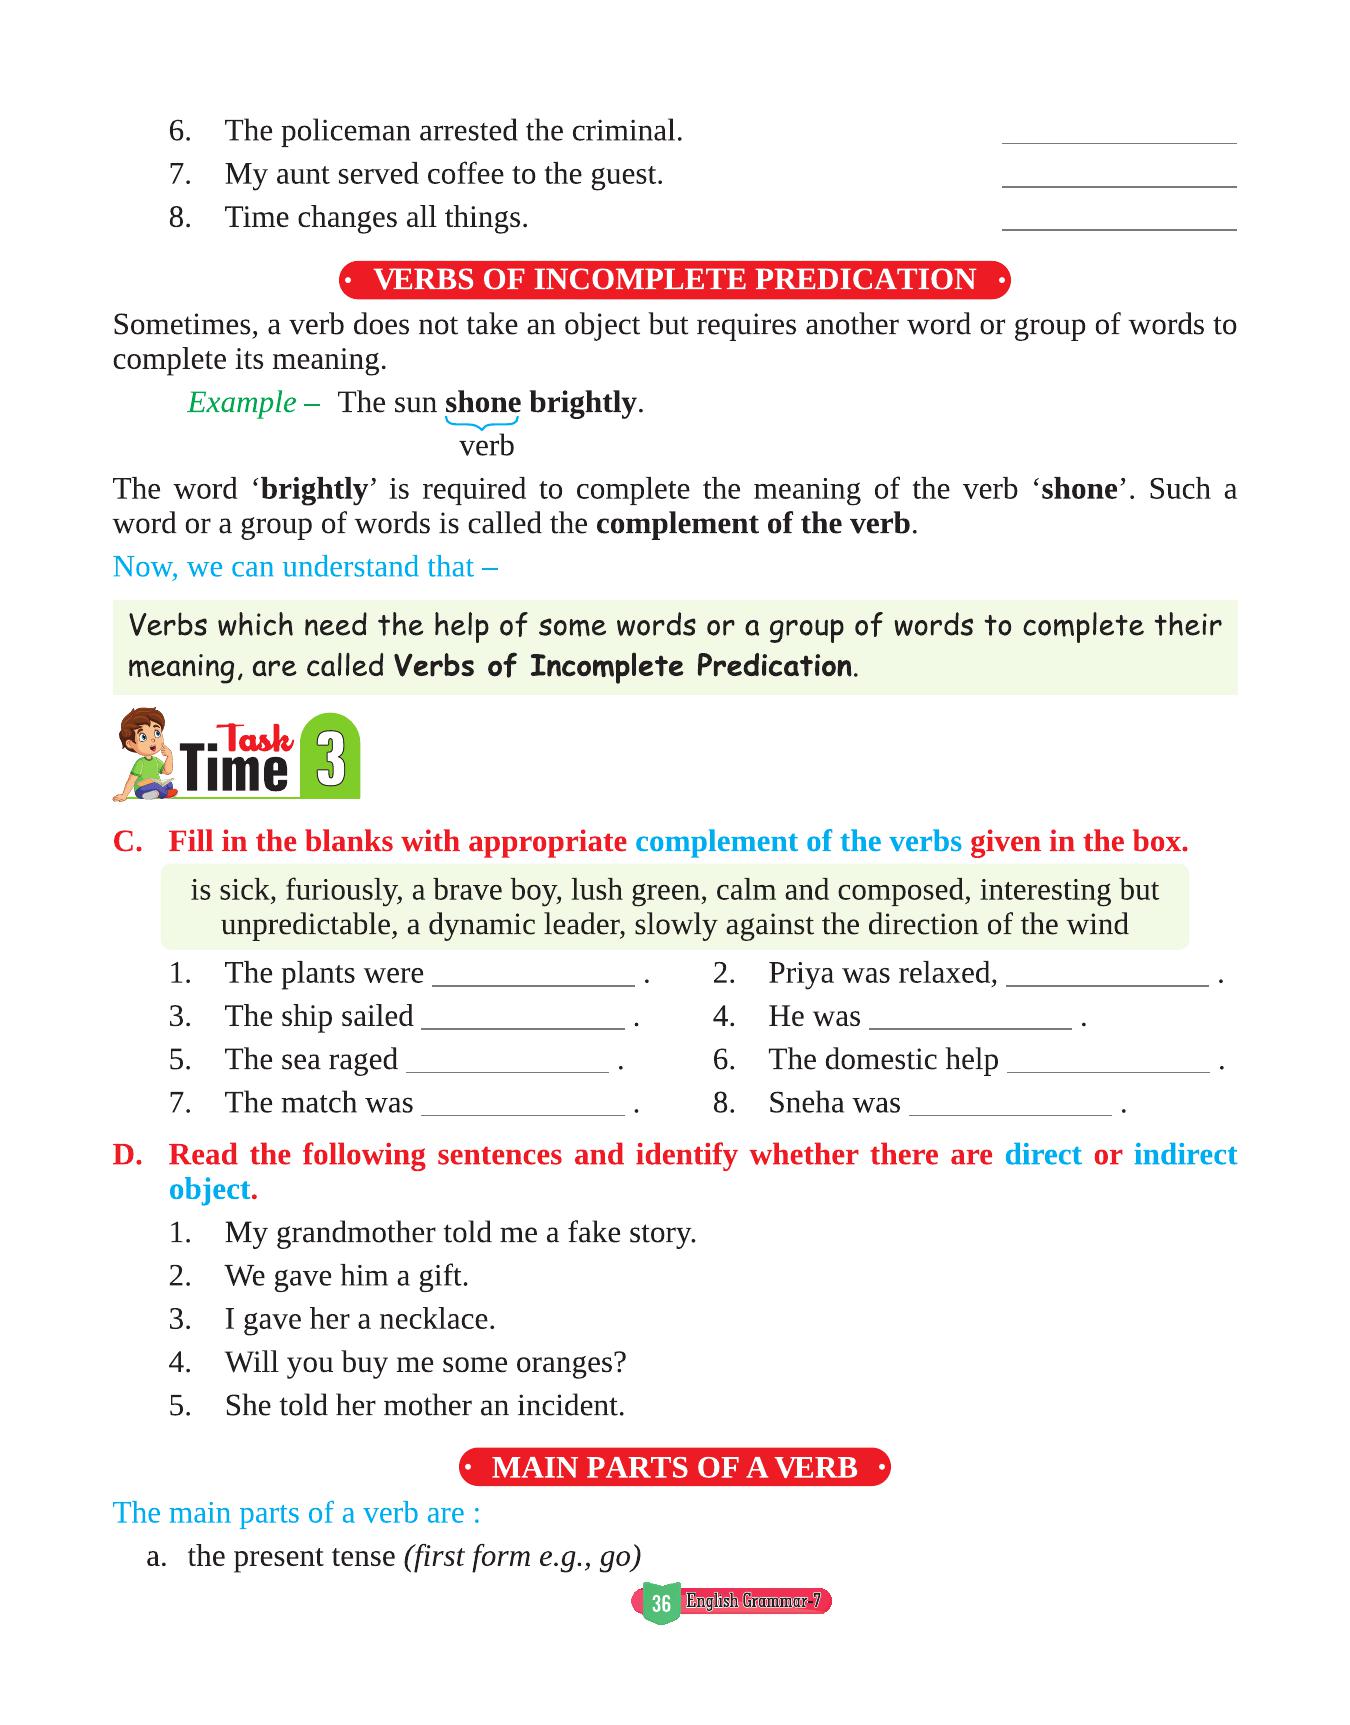 6. The policeman arrested the criminal. ____________
7. My aunt served coffee to the guest. ____________
8. Time changes all things. ____________
• VERBS OF INCOMPLETE PREDICATION •
Sometimes, a verb does not take an object but requires another word or group of words to
complete its meaning.
Example – The sun shone brightly.
verb
The word ‘brightly’ is required to complete the meaning of the verb ‘shone’. Such a
word or a group of words is called the complement of the verb.
Now, we can understand that –
Verbs which need the help of some words or a group of words to complete their
meaning, are called Verbs of Incomplete Predication.
Task
Time 3
C. Fill in the blanks with appropriate complement of the verbs given in the box.
is sick, furiously, a brave boy, lush green, calm and composed, interesting but
unpredictable, a dynamic leader, slowly against the direction of the wind
1. The plants were ____________ . 2. Priya was relaxed, ____________ .
3. The ship sailed ____________ . 4. He was ____________ .
5. The sea raged ____________ . 6. The domestic help ____________ .
7. The match was ____________ . 8. Sneha was ____________ .
D. Read the following sentences and identify whether there are direct or indirect
object.
1. My grandmother told me a fake story.
2. We gave him a gift.
3. I gave her a necklace.
4. Will you buy me some oranges?
5. She told her mother an incident.
• MAIN PARTS OF A VERB •
The main parts of a verb are :
a. the present tense (first form e.g., go)
36 English Grammar-7